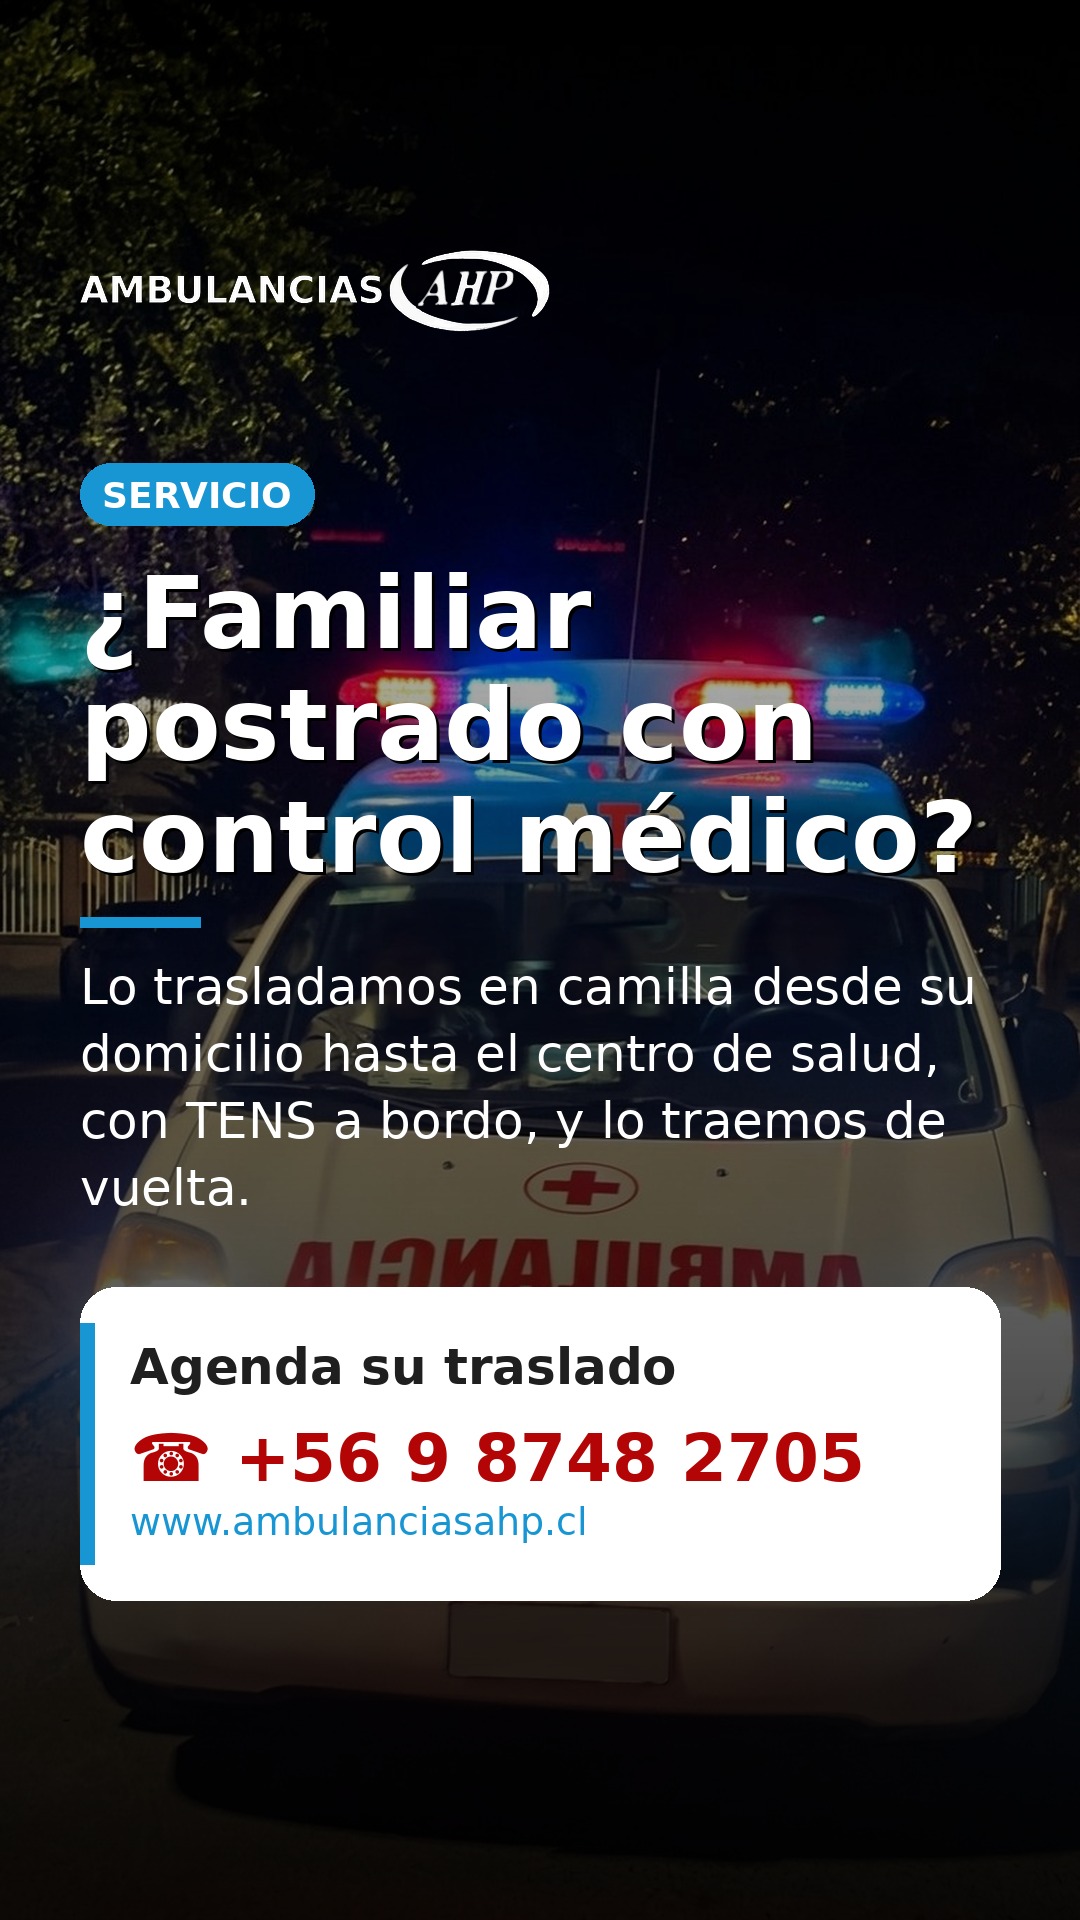 AMBULANCIAS AHP
SERVICIO
¿Familiar
postrado con
control médico?
Lo trasladamos en camilla desde su
domicilio hasta el centro de salud,
con TENS a bordo, y lo traemos de
vuelta.
AMBULANCIA
Agenda su traslado
☎ +56 9 8748 2705
www.ambulanciasahp.cl